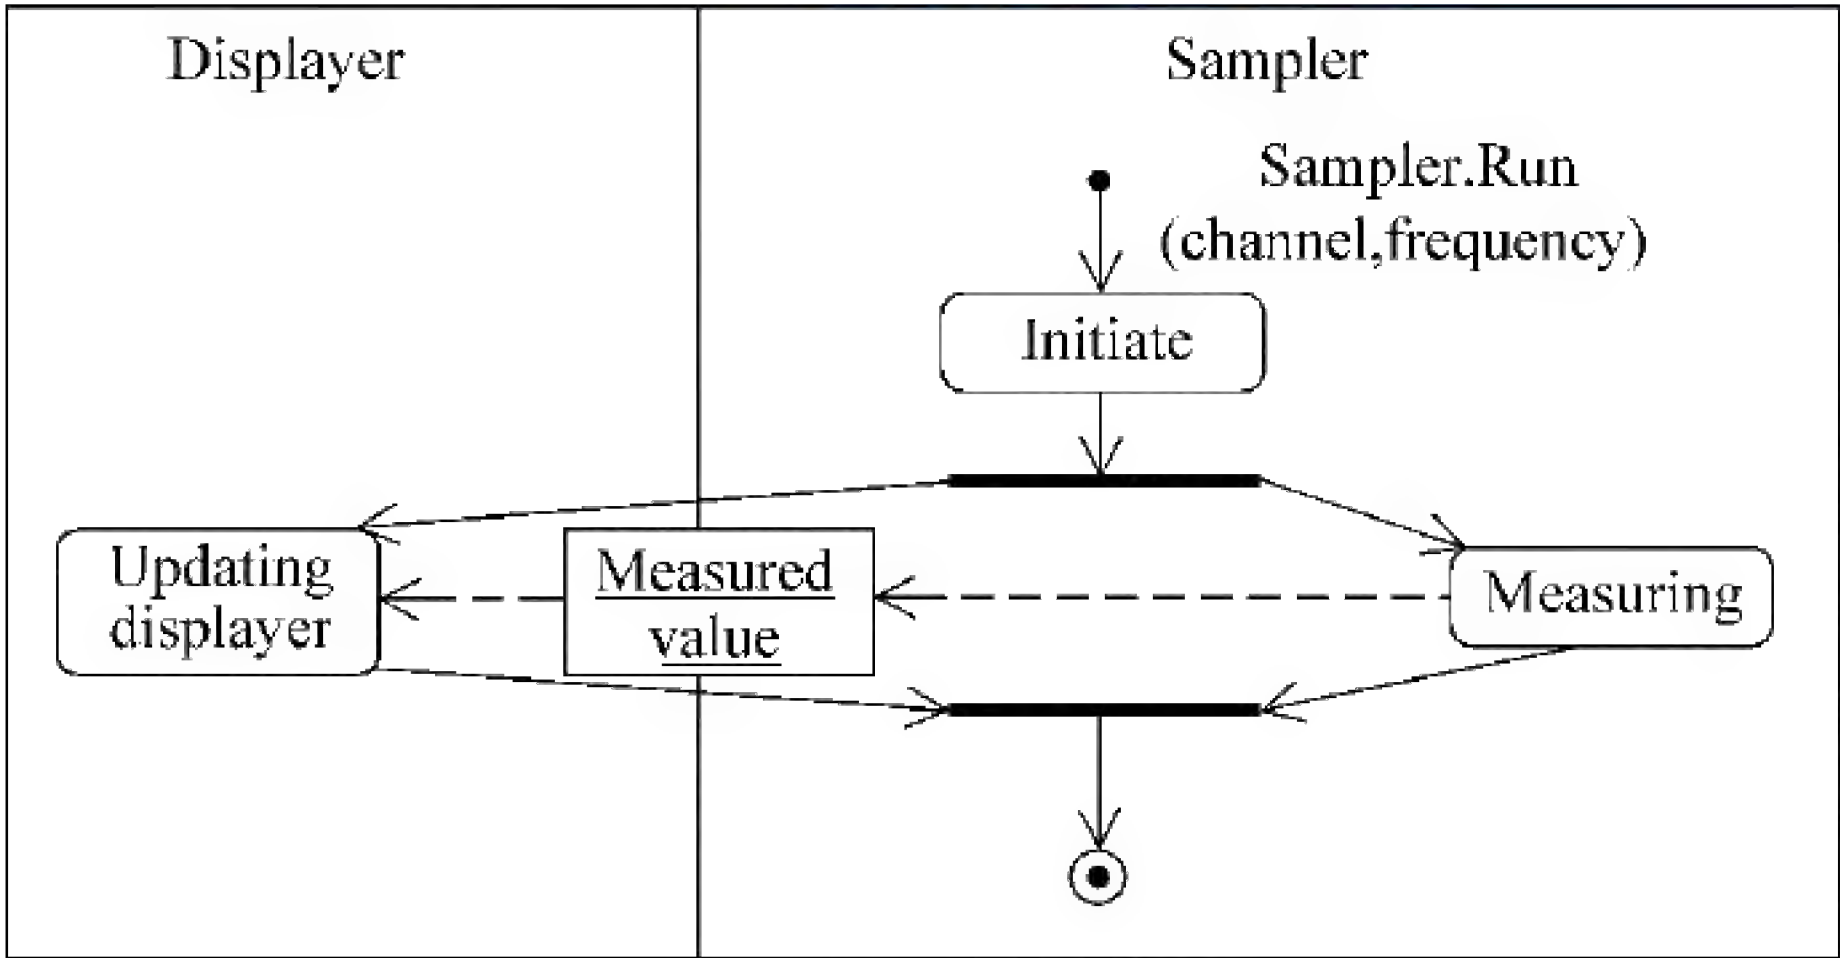 Displayer
Sampler
Sampler.Run
(channel,frequency)
Initiate
Updating
displayer
Measured
value
Measuring